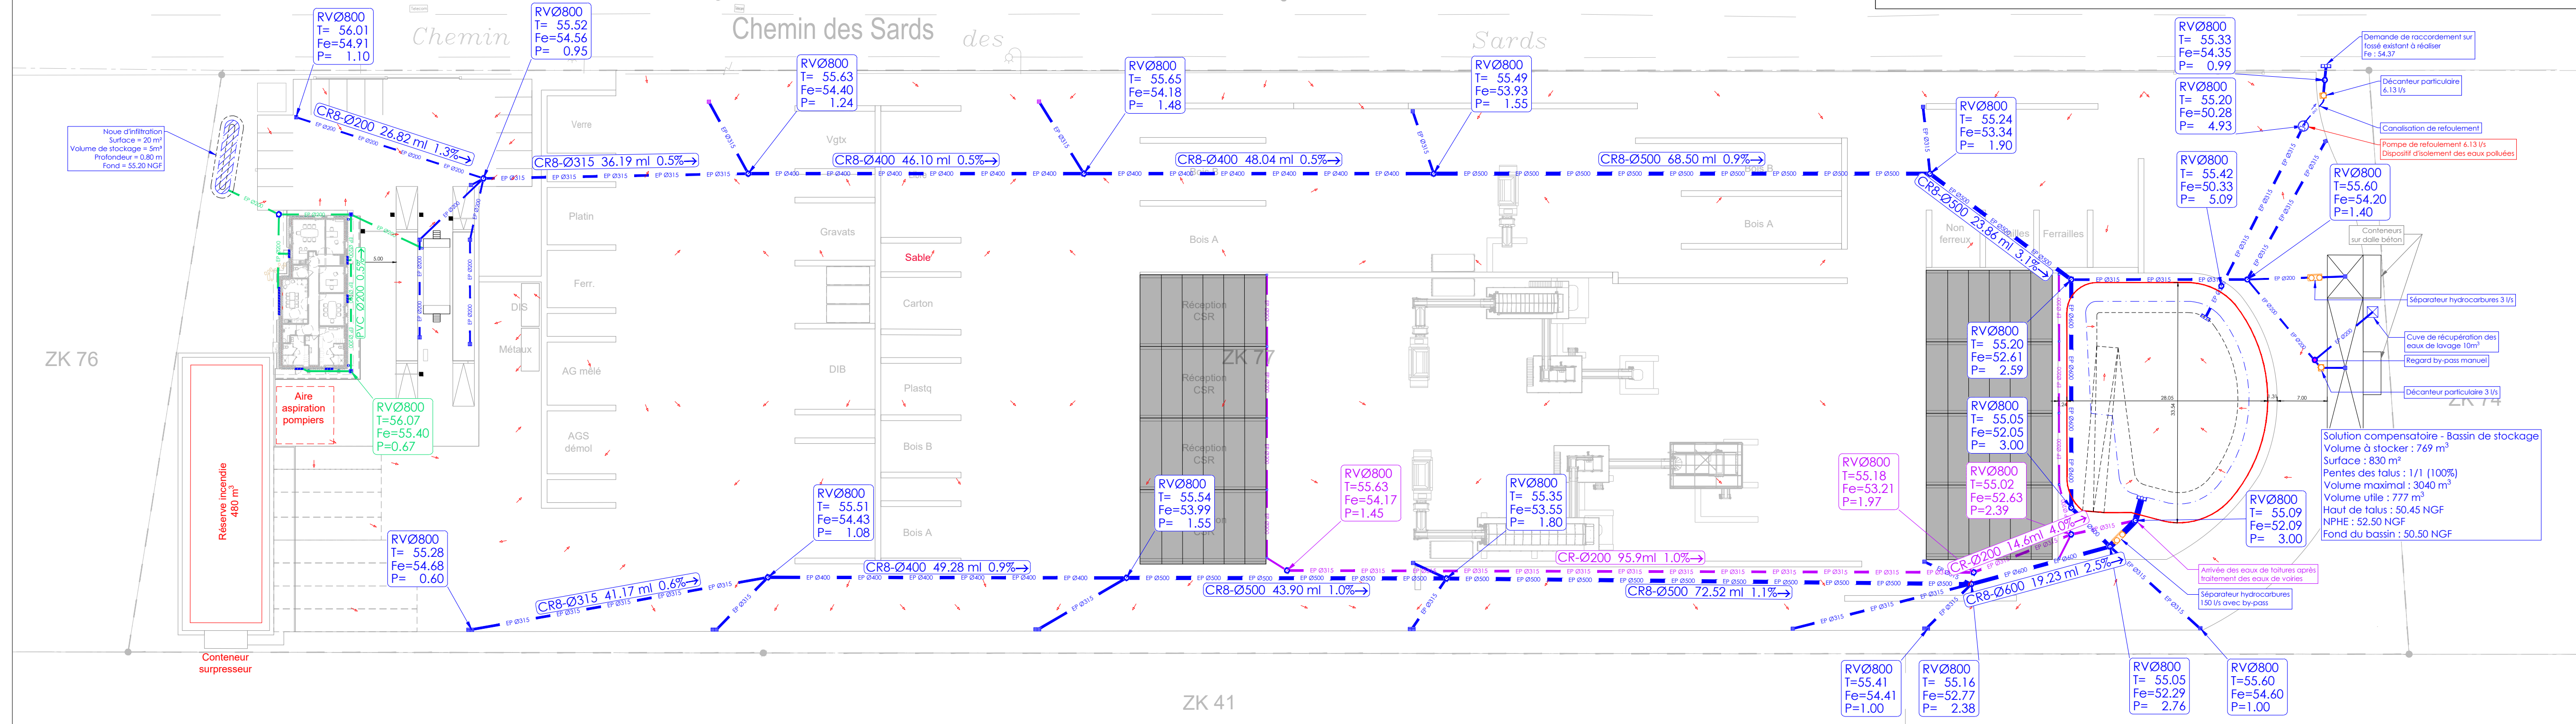 Chemin
Chemin des Sards
des
Sards
RVØ800
T= 56.01
Fe=54.91
P= 1.10
RVØ800
T= 55.52
Fe=54.56
P= 0.95
RVØ800
T= 55.63
Fe=54.40
P= 1.24
RVØ800
T= 55.65
Fe=54.18
P= 1.48
RVØ800
T= 55.49
Fe=53.93
P= 1.55
RVØ800
T= 55.24
Fe=53.34
P= 1.90
RVØ800
T= 55.33
Fe=54.35
P= 0.99
RVØ800
T= 55.20
Fe=50.28
P= 4.93
RVØ800
T= 55.42
Fe=50.33
P= 5.09
RVØ800
T=55.60
Fe=54.20
P=1.40
Demande de raccordement sur
fossé existant à réaliser
Fe : 54.37
Décanteur particulaire
6,13 l/s
Canalisation de refoulement
Pompe de refoulement 6,13 l/s
Dispositif d'isolement des eaux polluées
Conteneurs
sur dalle béton
Séparateur hydrocarbures 3 l/s
Cuve de récupération des
eaux de lavage 10m³
Regard by-pass manuel
Décanteur particulaire 3 l/s
Noue d'infiltration
Surface = 20 m²
Volume de stockage = 5m³
Profondeur = 0.80 m
Fond = 55.20 NGF
CR8-Ø200 26.82 ml 1.3%→
CR8-Ø315 36.19 ml 0.5%→
CR8-Ø400 46.10 ml 0.5%→
CR8-Ø400 48.04 ml 0.5%→
CR8-Ø500 68.50 ml 0.9%→
CR8-Ø500 23.86 ml 3.1%→
PVC Ø200 0.5%→
5.00
Verre
Platin
Ferr.
DIS
Métaux
AG mélé
AGS
démol
Vgtx
Gravats
DIB
Sable
Carton
Plastq
Bois B
Bois A
Bois A
Bois A
Réception
CSR
Réception
CSR
Réception
CSR
Non
ferreux
Ferrailles
ZK 76
ZK 77
ZK 74
ZK 41
Aire
aspiration
pompiers
Réserve incendie
480 m³
Conteneur
surpresseur
RVØ800
T=56.07
Fe=55.40
P=0.67
RVØ800
T= 55.28
Fe=54.68
P= 0.60
RVØ800
T= 55.51
Fe=54.43
P= 1.08
RVØ800
T= 55.54
Fe=53.99
P= 1.55
RVØ800
T=55.63
Fe=54.17
P=1.45
RVØ800
T= 55.35
Fe=53.55
P= 1.80
RVØ800
T=55.18
Fe=53.21
P=1.97
RVØ800
T= 55.20
Fe=52.61
P= 2.59
RVØ800
T= 55.05
Fe=52.05
P= 3.00
RVØ800
T=55.02
Fe=52.63
P=2.39
RVØ800
T= 55.09
Fe=52.09
P= 3.00
28.05
33.54
7.00
Solution compensatoire - Bassin de stockage
Volume à stocker : 769 m³
Surface : 830 m²
Pentes des talus : 1/1 (100%)
Volume maximal : 3040 m³
Volume utile : 777 m³
Haut de talus : 50.45 NGF
NPHE : 52.50 NGF
Fond du bassin : 50.50 NGF
Arrivée des eaux de toitures après
traitement des eaux de voiries
Séparateur hydrocarbures
150 l/s avec by-pass
CR8-Ø315 41.17 ml 0.6%→
CR8-Ø400 49.28 ml 0.9%→
CR8-Ø500 43.90 ml 1.0%→
CR-Ø200 95.9ml 1.0%→
CR8-Ø500 72.52 ml 1.1%→
CR-Ø200 14.6ml 4.0%→
CR8-Ø600 19.23 ml 2.5%→
RVØ800
T=55.41
Fe=54.41
P=1.00
RVØ800
T= 55.16
Fe=52.77
P= 2.38
RVØ800
T= 55.05
Fe=52.29
P= 2.76
RVØ800
T=55.60
Fe=54.60
P=1.00